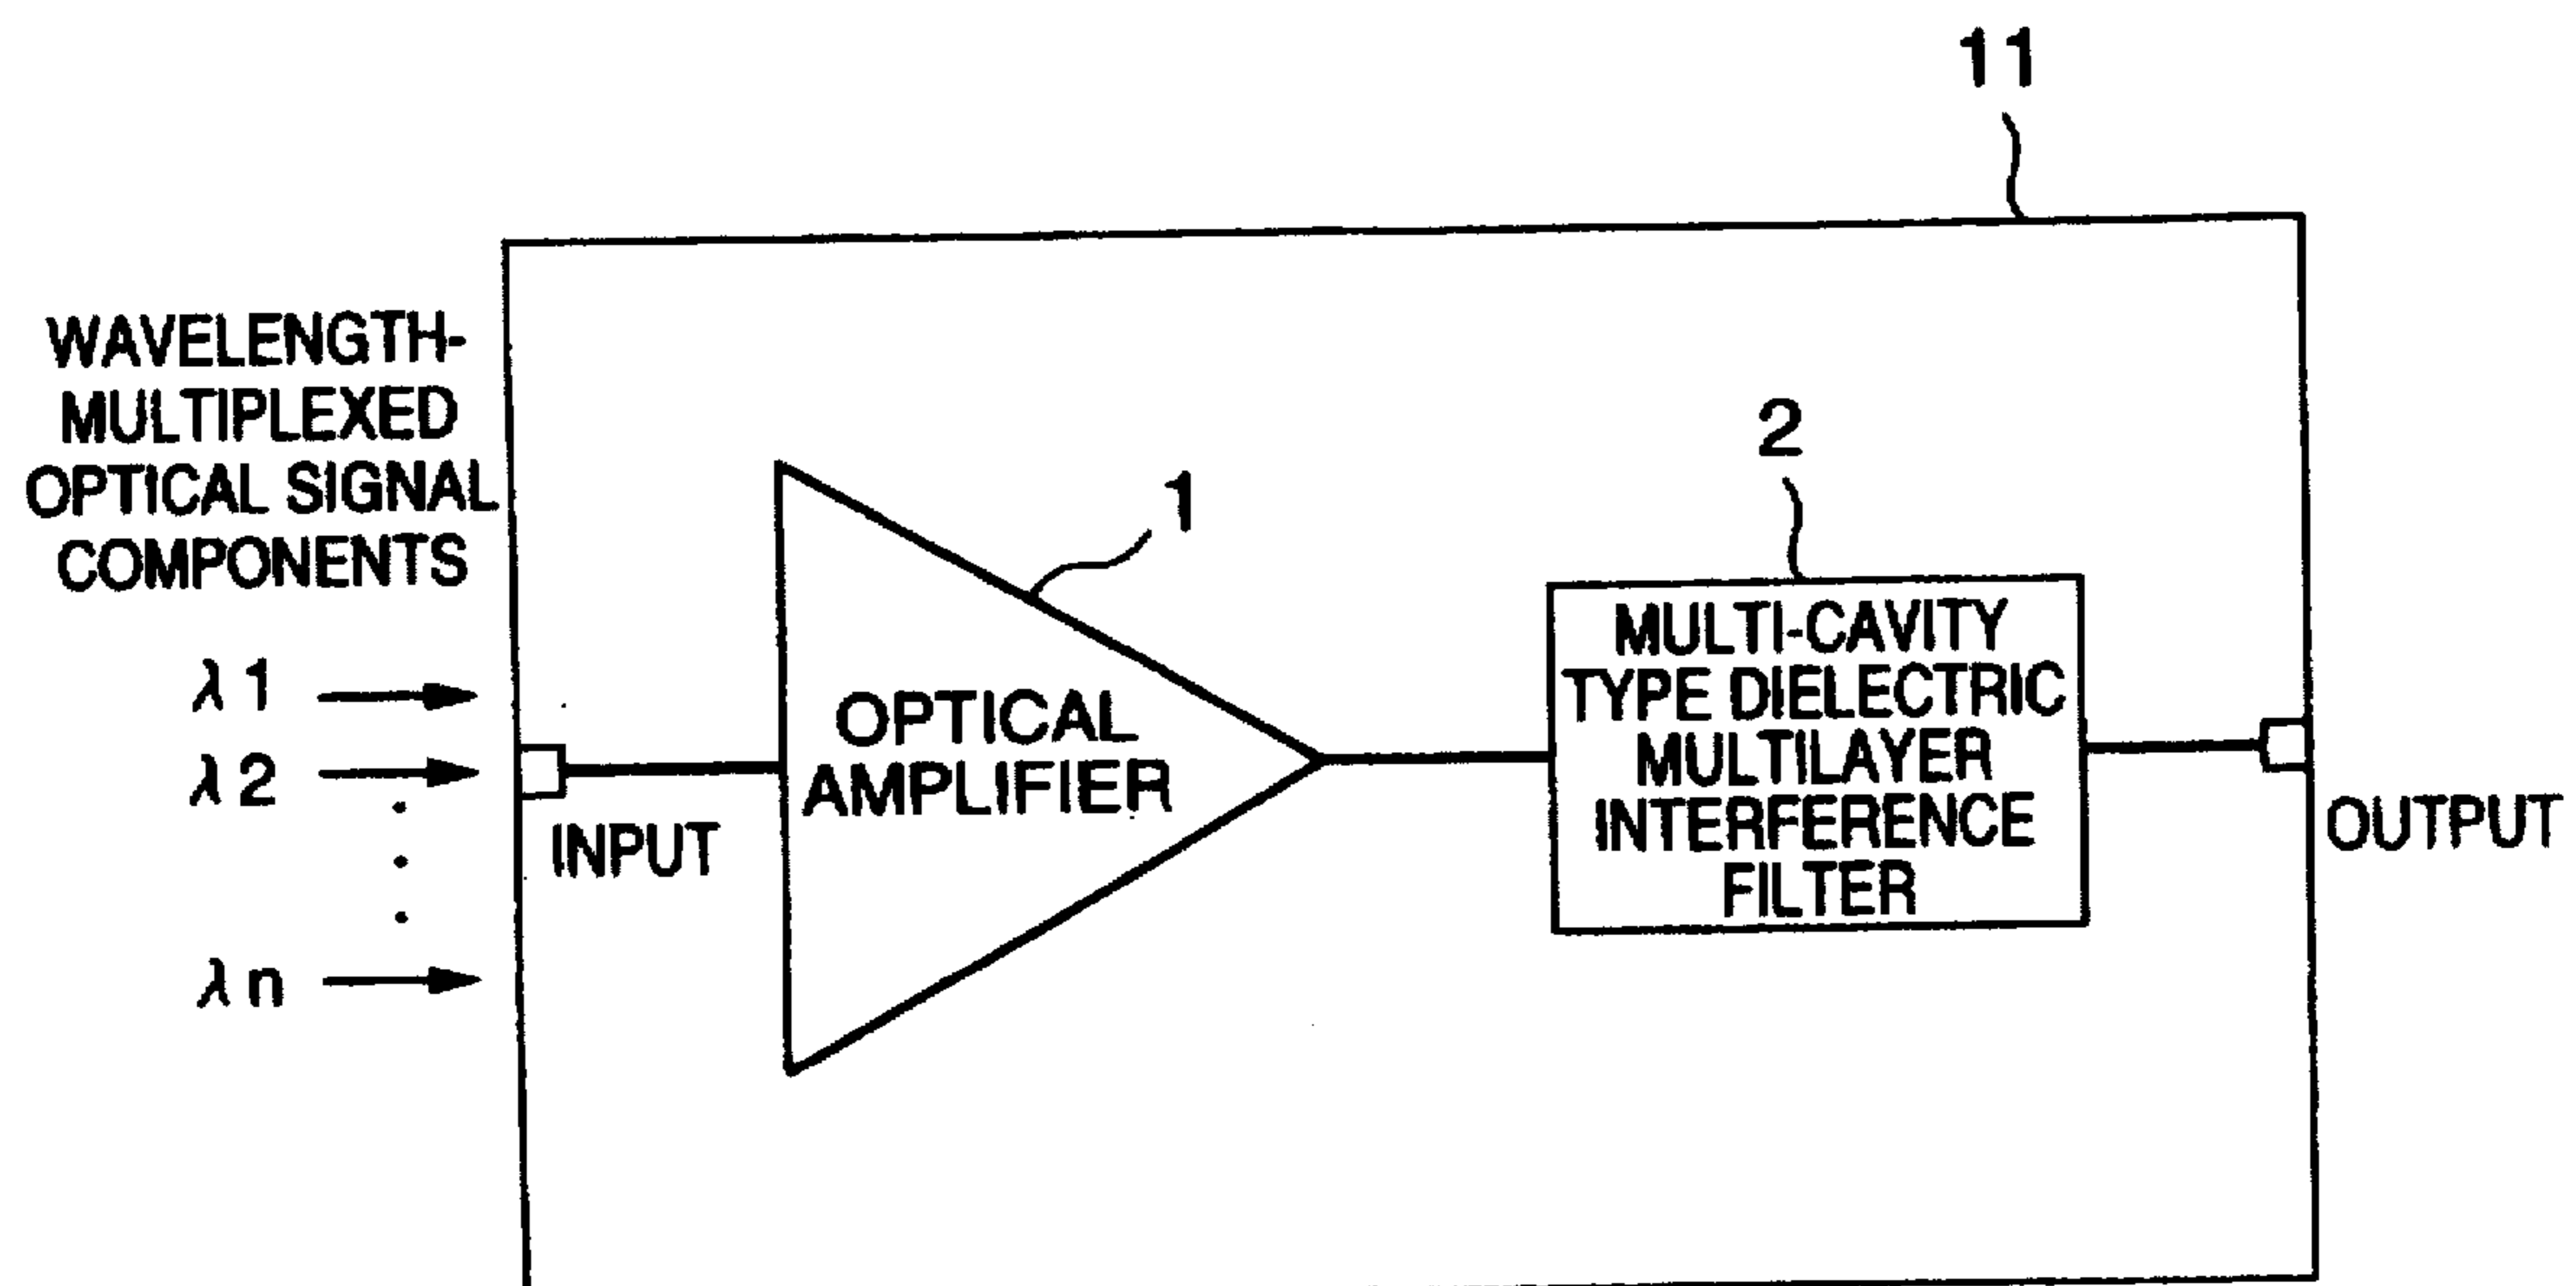 11
WAVELENGTH-
MULTIPLEXED
OPTICAL SIGNAL
COMPONENTS
2
1
MULTI-CAVITY
TYPE DIELECTRIC
MULTILAYER
INTERFERENCE
FILTER
λ1
λ2
λn
INPUT
OPTICAL
AMPLIFIER
OUTPUT